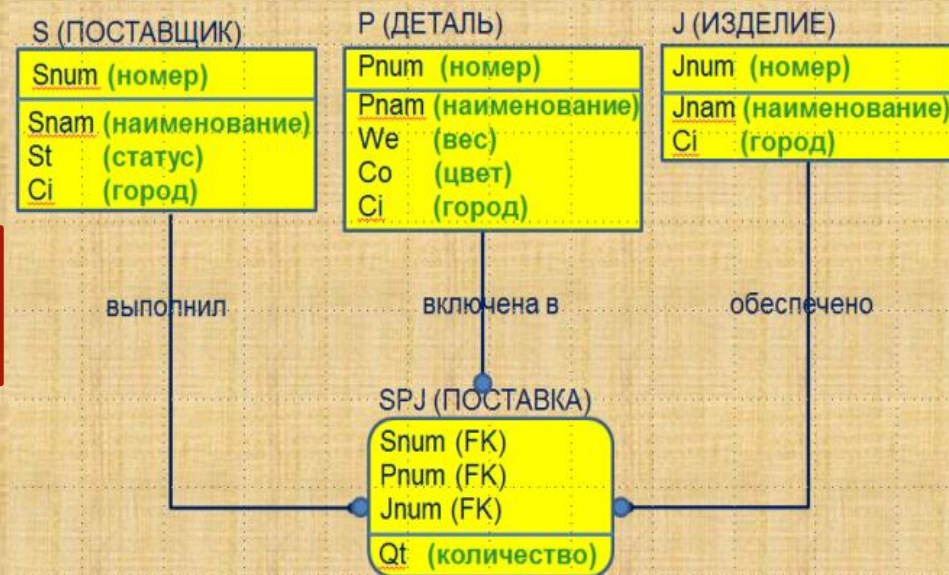 S (ПОСТАВЩИК)
Snum (номер)
Snam (наименование)
St (статус)
Ci (город)
P (ДЕТАЛЬ)
Pnum (номер)
Pnam (наименование)
We (вес)
Co (цвет)
Ci (город)
J (ИЗДЕЛИЕ)
Jnum (номер)
Jnam (наименование)
Ci (город)
выполнил
включена в
обеспечено
SPJ (ПОСТАВКА)
Snum (FK)
Pnum (FK)
Jnum (FK)
Qt (количество)